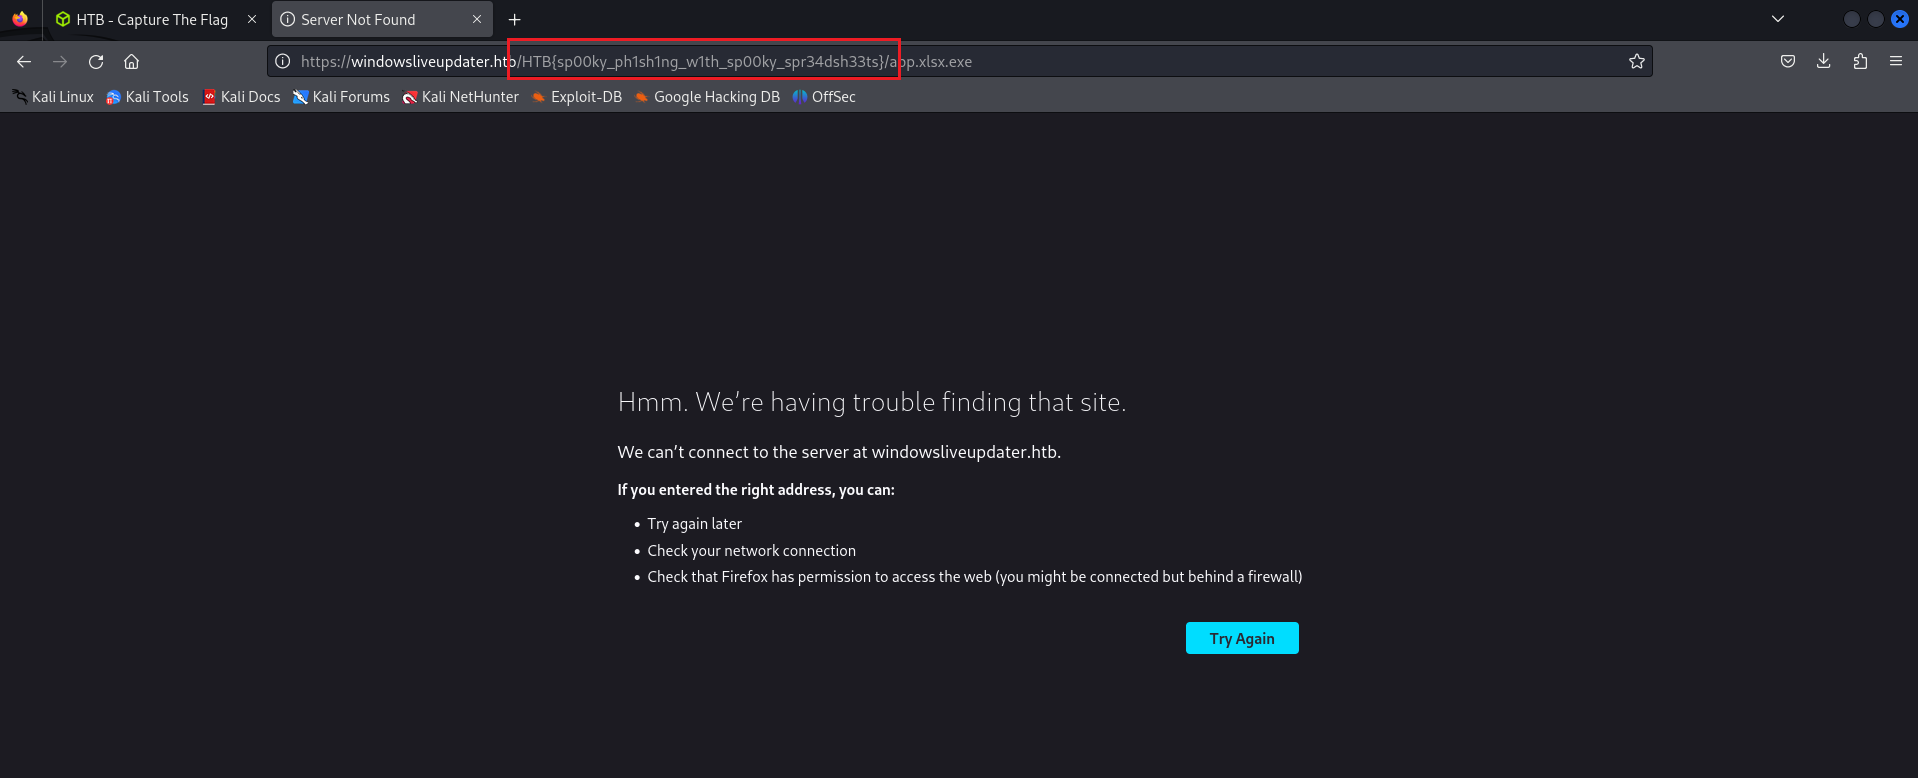 HTB - Capture The Flag
Server Not Found
https://windowsliveupdater.htb/HTB{sp00ky_ph1sh1ng_w1th_sp00ky_spr34dsh33ts}/app.xlsx.exe
Kali Linux Kali Tools Kali Docs Kali Forums Kali NetHunter Exploit-DB Google Hacking DB OffSec
Hmm. We’re having trouble finding that site.
We can’t connect to the server at windowsliveupdater.htb.
If you entered the right address, you can:
• Try again later
• Check your network connection
• Check that Firefox has permission to access the web (you might be connected but behind a firewall)
Try Again